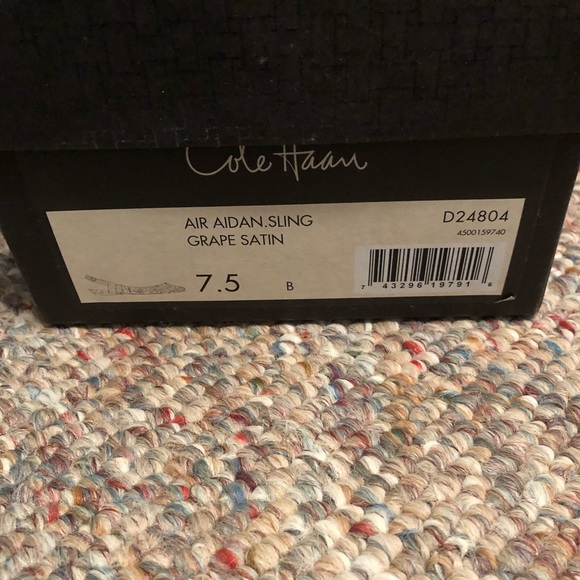 Cole Haan
AIR AIDAN.SLING
GRAPE SATIN
D24804
4500159740
7.5 B
7 43296 19791 6